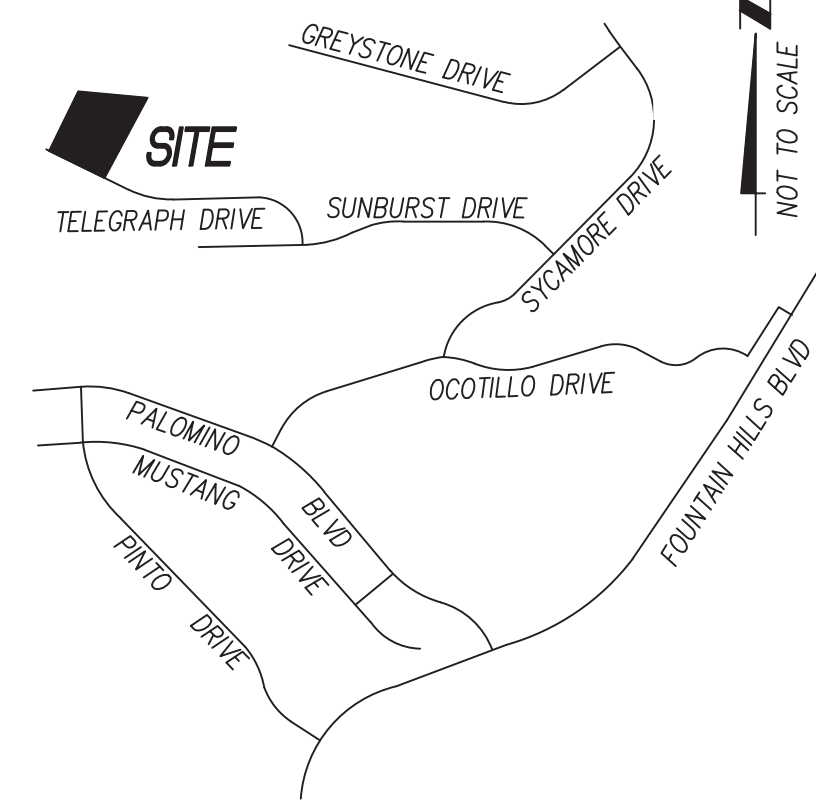 GREYSTONE DRIVE
NOT TO SCALE
SITE
TELEGRAPH DRIVE
SUNBURST DRIVE
SYCAMORE DRIVE
OCOTILLO DRIVE
FOUNTAIN HILLS BLVD
PALOMINO BLVD
MUSTANG DRIVE
PINTO DRIVE